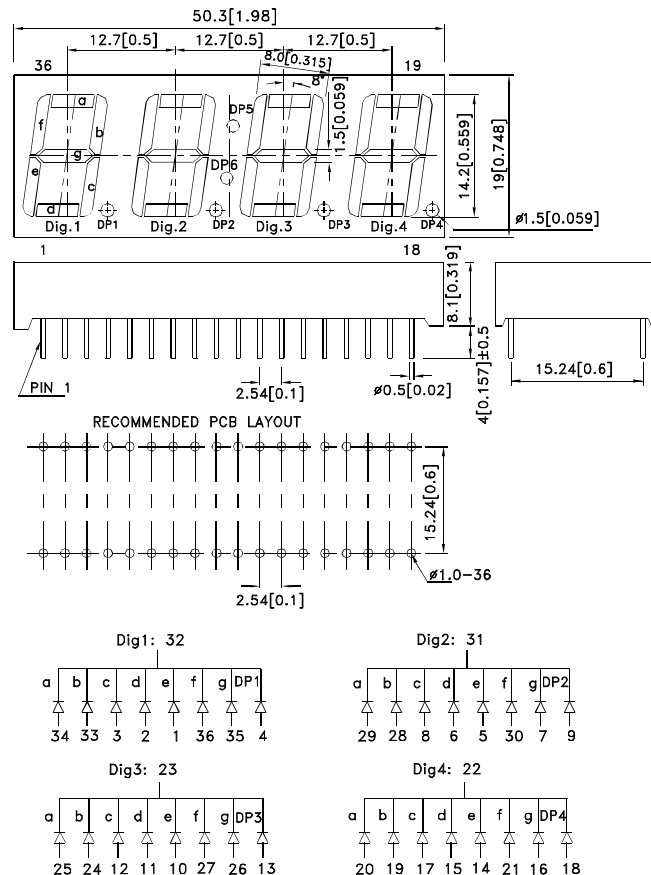 50.3[1.98]
12.7[0.5] 12.7[0.5] 12.7[0.5]
8.0[0.315]
36 8° 19
a DP5
f b
g
DP6
e c
d
1.5[0.059]
14.2[0.559]
19[0.748]
Dig.1 DP1 Dig.2 DP2 Dig.3 DP3 Dig.4 DP4
ø1.5[0.059]
1 18
8.1[0.319]
4[0.157]±0.5
PIN 1
2.54[0.1]
ø0.5[0.02]
15.24[0.6]
RECOMMENDED PCB LAYOUT
15.24[0.6]
ø1.0-36
2.54[0.1]
Dig1: 32
a b c d e f g DP1
34 33 3 2 1 36 35 4
Dig2: 31
a b c d e f g DP2
29 28 8 6 5 30 7 9
Dig3: 23
a b c d e f g DP3
25 24 12 11 10 27 26 13
Dig4: 22
a b c d e f g DP4
20 19 17 15 14 21 16 18